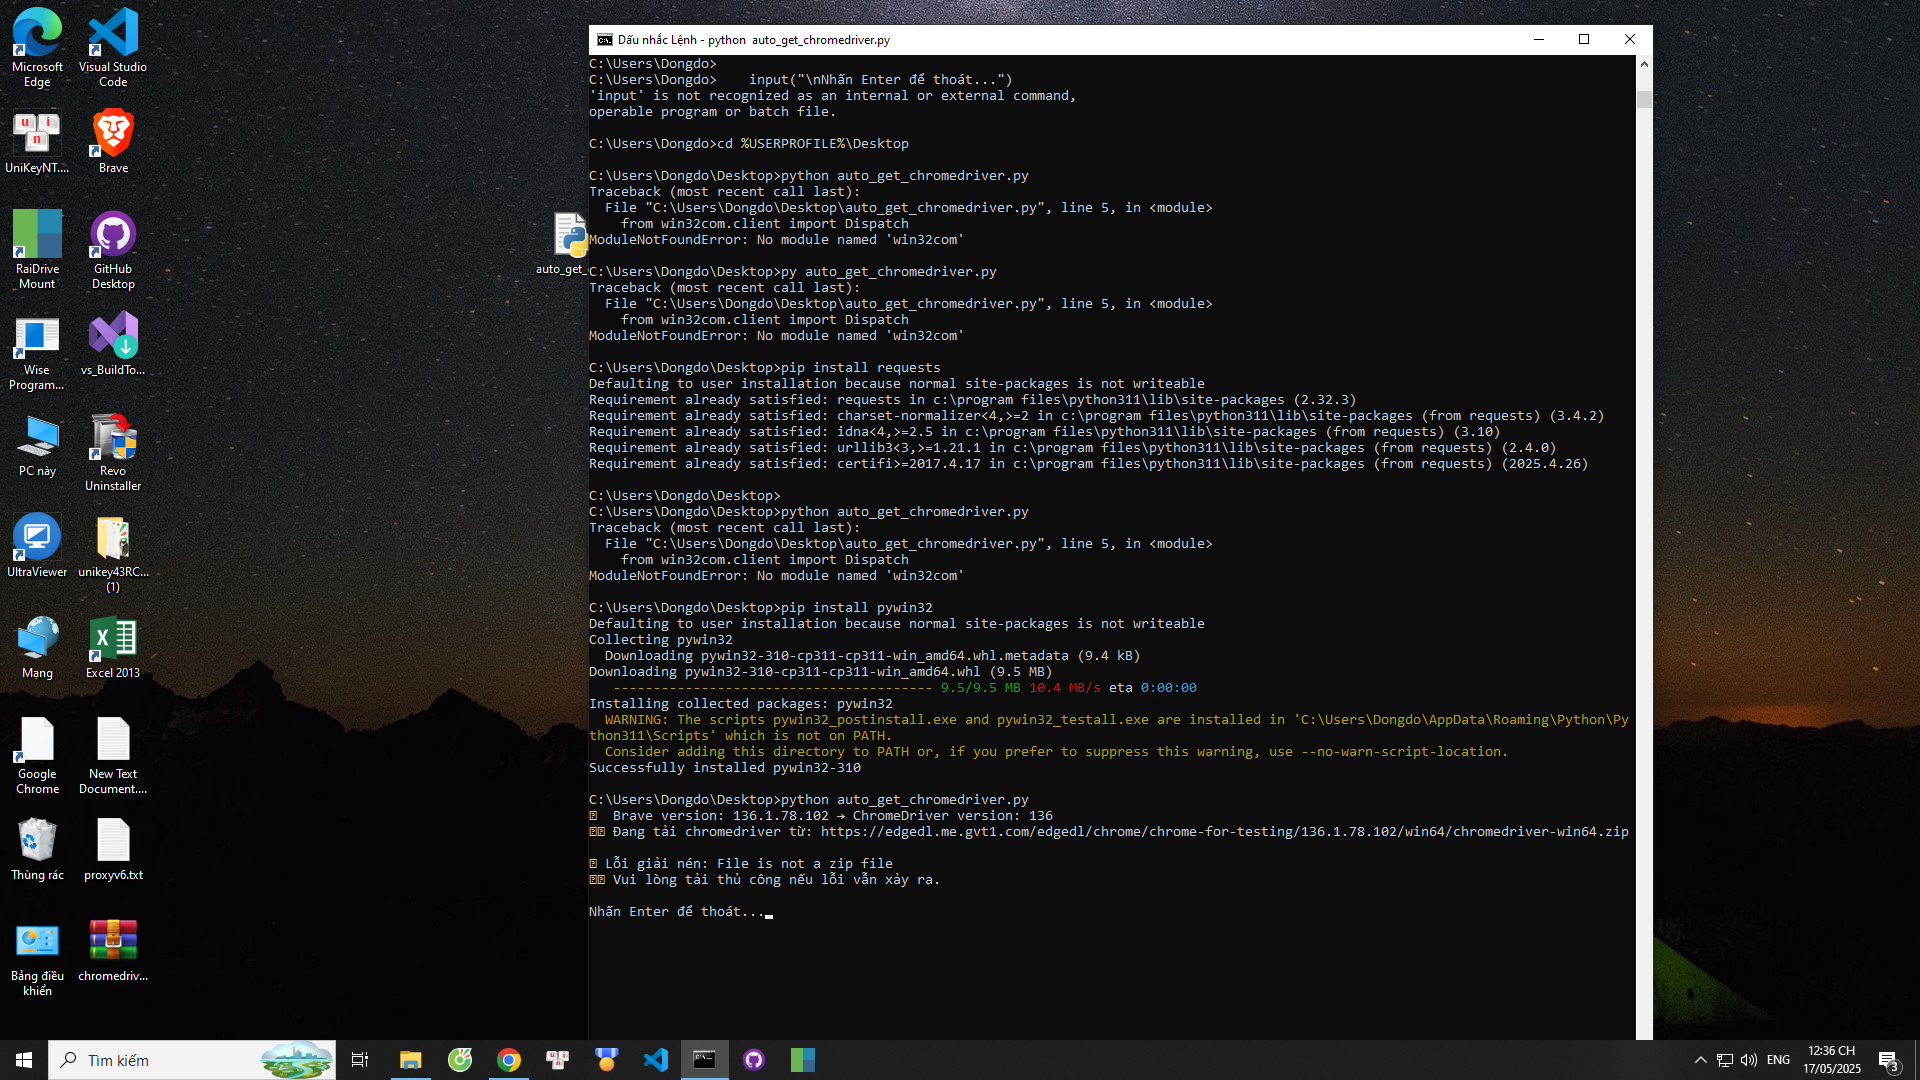 Microsoft Edge
Visual Studio Code
UniKeyNT....
Brave
RaiDrive Mount
GitHub Desktop
Wise Program...
vs_BuildTo...
PC này
Revo Uninstaller
UltraViewer
unikey43RC... (1)
Mạng
Excel 2013
Google Chrome
New Text Document....
Thùng rác
proxyv6.txt
Bảng điều khiển
chromedriv...
auto_get_
Dấu nhắc Lệnh - python  auto_get_chromedriver.py
C:\Users\Dongdo>
C:\Users\Dongdo>    input("\nNhấn Enter để thoát...")
'input' is not recognized as an internal or external command,
operable program or batch file.
C:\Users\Dongdo>cd %USERPROFILE%\Desktop
C:\Users\Dongdo\Desktop>python auto_get_chromedriver.py
Traceback (most recent call last):
  File "C:\Users\Dongdo\Desktop\auto_get_chromedriver.py", line 5, in <module>
    from win32com.client import Dispatch
ModuleNotFoundError: No module named 'win32com'
C:\Users\Dongdo\Desktop>py auto_get_chromedriver.py
Traceback (most recent call last):
  File "C:\Users\Dongdo\Desktop\auto_get_chromedriver.py", line 5, in <module>
    from win32com.client import Dispatch
ModuleNotFoundError: No module named 'win32com'
C:\Users\Dongdo\Desktop>pip install requests
Defaulting to user installation because normal site-packages is not writeable
Requirement already satisfied: requests in c:\program files\python311\lib\site-packages (2.32.3)
Requirement already satisfied: charset-normalizer<4,>=2 in c:\program files\python311\lib\site-packages (from requests) (3.4.2)
Requirement already satisfied: idna<4,>=2.5 in c:\program files\python311\lib\site-packages (from requests) (3.10)
Requirement already satisfied: urllib3<3,>=1.21.1 in c:\program files\python311\lib\site-packages (from requests) (2.4.0)
Requirement already satisfied: certifi>=2017.4.17 in c:\program files\python311\lib\site-packages (from requests) (2025.4.26)
C:\Users\Dongdo\Desktop>
C:\Users\Dongdo\Desktop>python auto_get_chromedriver.py
Traceback (most recent call last):
  File "C:\Users\Dongdo\Desktop\auto_get_chromedriver.py", line 5, in <module>
    from win32com.client import Dispatch
ModuleNotFoundError: No module named 'win32com'
C:\Users\Dongdo\Desktop>pip install pywin32
Defaulting to user installation because normal site-packages is not writeable
Collecting pywin32
  Downloading pywin32-310-cp311-cp311-win_amd64.whl.metadata (9.4 kB)
Downloading pywin32-310-cp311-cp311-win_amd64.whl (9.5 MB)
   ---------------------------------------- 9.5/9.5 MB 10.4 MB/s eta 0:00:00
Installing collected packages: pywin32
  WARNING: The scripts pywin32_postinstall.exe and pywin32_testall.exe are installed in 'C:\Users\Dongdo\AppData\Roaming\Python\Py
thon311\Scripts' which is not on PATH.
  Consider adding this directory to PATH or, if you prefer to suppress this warning, use --no-warn-script-location.
Successfully installed pywin32-310
C:\Users\Dongdo\Desktop>python auto_get_chromedriver.py
Brave version: 136.1.78.102 → ChromeDriver version: 136
Đang tải chromedriver từ: https://edgedl.me.gvt1.com/edgedl/chrome/chrome-for-testing/136.1.78.102/win64/chromedriver-win64.zip
Lỗi giải nén: File is not a zip file
Vui lòng tải thủ công nếu lỗi vẫn xảy ra.
Nhấn Enter để thoát...
Tìm kiếm
ENG
12:36 CH
17/05/2025
3